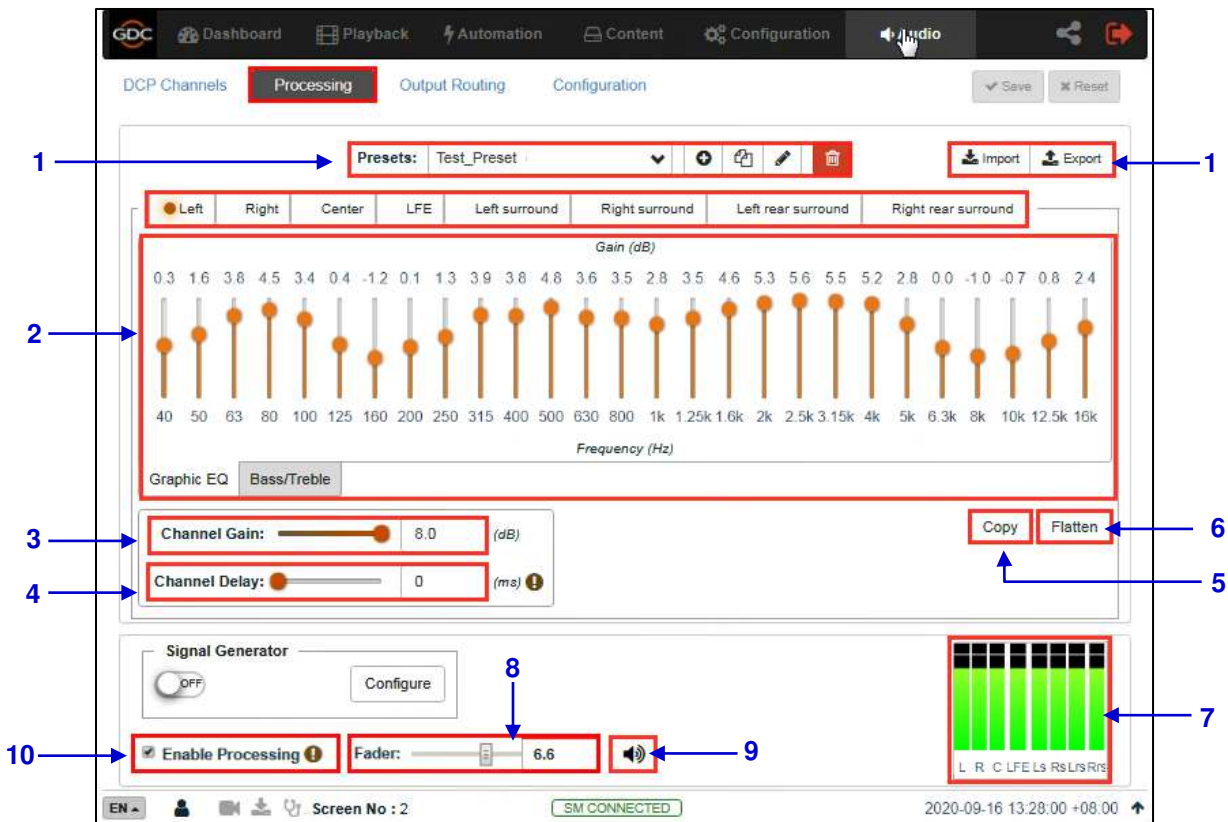 GDC Dashboard Playback Automation Content Configuration Audio
DCP Channels Processing Output Routing Configuration Save Reset
1 Presets: Test_Preset Import Export 1
Left Right Center LFE Left surround Right surround Left rear surround Right rear surround
Gain (dB)
0.3 1.6 3.8 4.5 3.4 0.4 -1.2 0.1 1.3 3.9 3.8 4.8 3.6 3.5 2.8 3.5 4.6 5.3 5.6 5.5 5.2 2.8 0.0 -1.0 -0.7 0.8 2.4
2
40 50 63 80 100 125 160 200 250 315 400 500 630 800 1k 1.25k 1.6k 2k 2.5k 3.15k 4k 5k 6.3k 8k 10k 12.5k 16k
Frequency (Hz)
Graphic EQ Bass/Treble
3 Channel Gain: 8.0 (dB) Copy Flatten 6
4 Channel Delay: 0 (ms) 5
Signal Generator
OFF Configure 8
7
10 Enable Processing Fader: 6.6 9
L R C LFE Ls Rs Lrs Rrs
EN Screen No : 2 SM CONNECTED 2020-09-16 13:28:00 +08:00